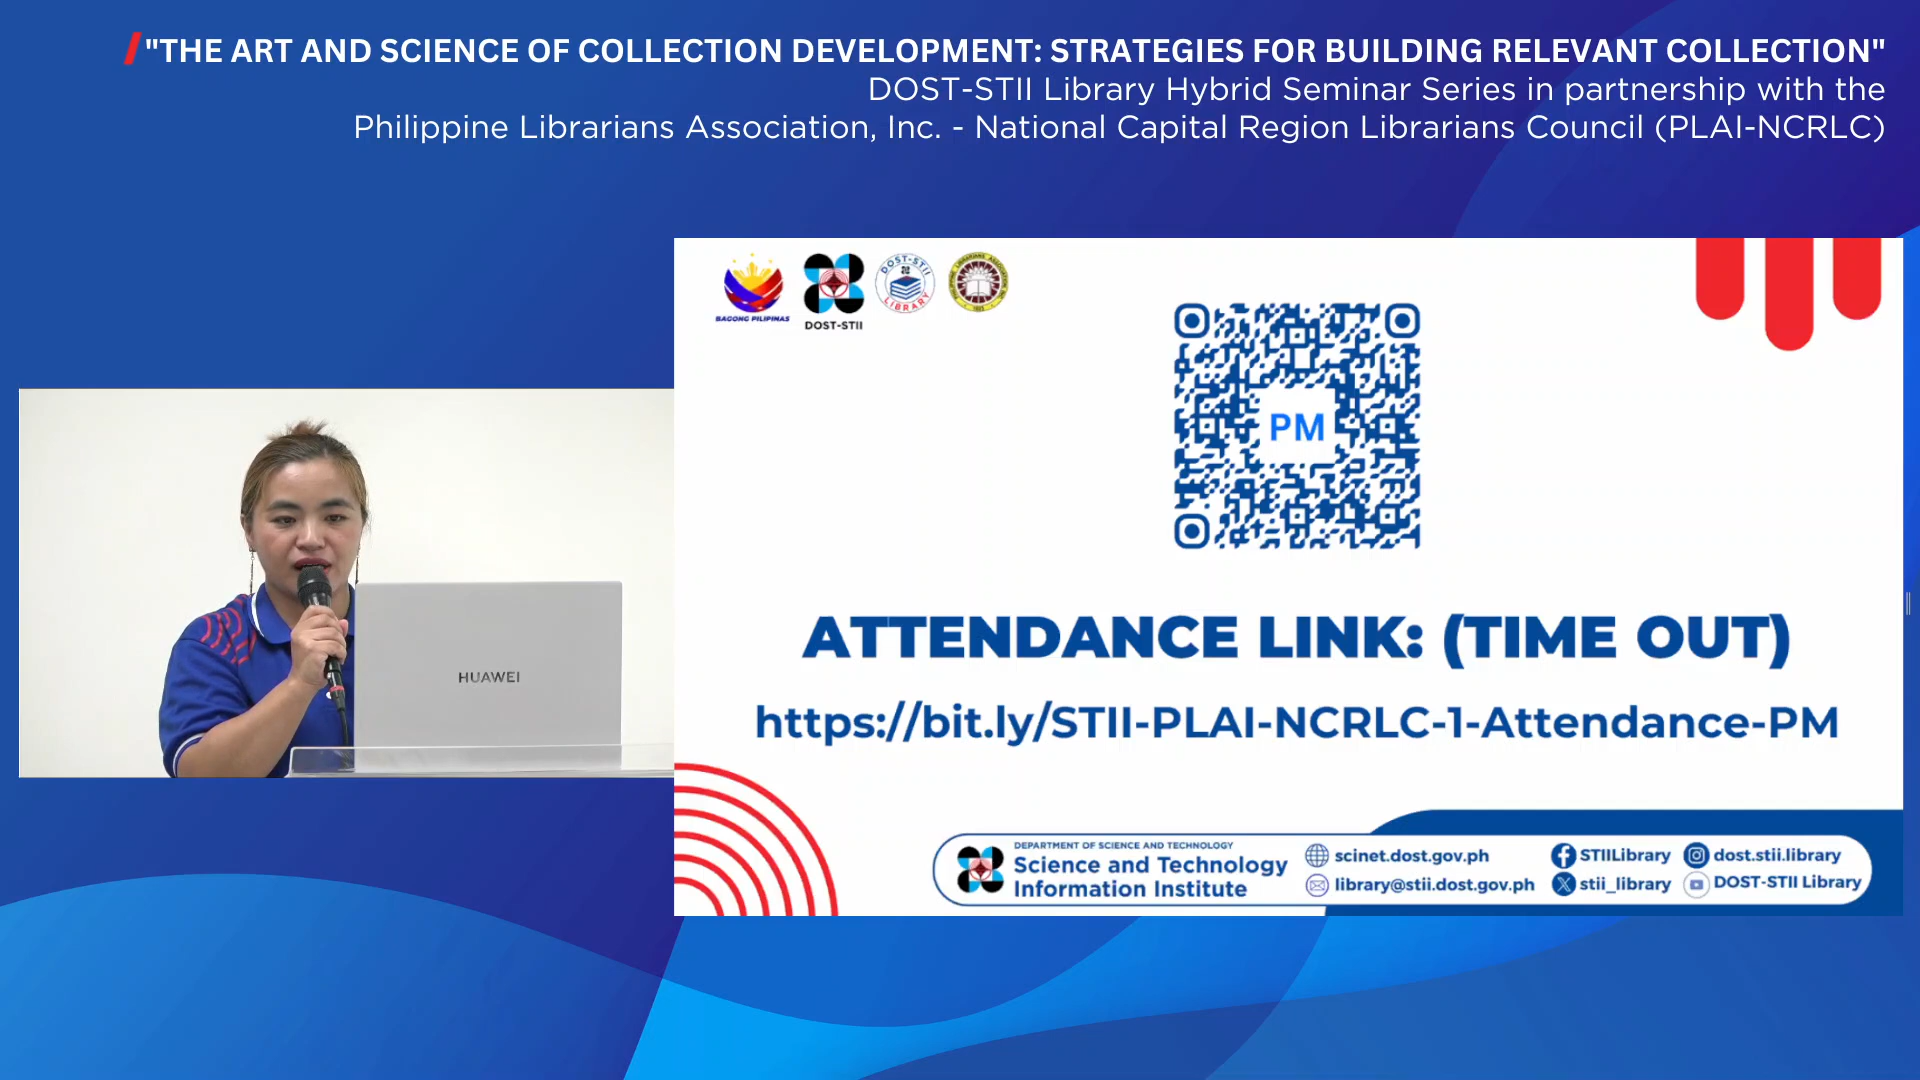 "THE ART AND SCIENCE OF COLLECTION DEVELOPMENT: STRATEGIES FOR BUILDING RELEVANT COLLECTION"
DOST-STII Library Hybrid Seminar Series in partnership with the
Philippine Librarians Association, Inc. - National Capital Region Librarians Council (PLAI-NCRLC)
BAGONG PILIPINAS
DOST-STII
DOST-STII
LIBRARY
PM
HUAWEI
ATTENDANCE LINK: (TIME OUT)
https://bit.ly/STII-PLAI-NCRLC-1-Attendance-PM
DEPARTMENT OF SCIENCE AND TECHNOLOGY
Science and Technology
Information Institute
scinet.dost.gov.ph
library@stii.dost.gov.ph
STIILibrary
stii_library
dost.stii.library
DOST-STII Library